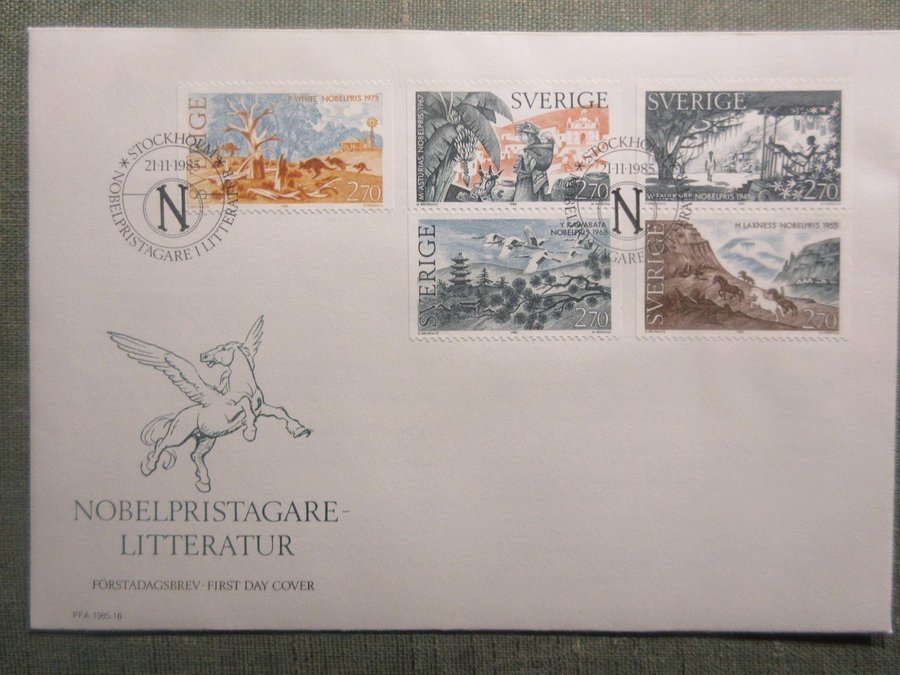 P WHITE NOBELPRIS 1973
SVERIGE
2.70
M ASTURIAS NOBELPRIS 1967
SVERIGE
2.70
SVERIGE
W FAULKNER NOBELPRIS 1949
2.70
SVERIGE
Y KAWABATA
NOBELPRIS 1968
2.70
H LAXNESS NOBELPRIS 1955
SVERIGE
2.70
STOCKHOLM
21.11.1985
N
NOBELPRISTAGARE I LITTERATUR
21.11.1985
N
NOBELPRISTAGARE-
LITTERATUR
FÖRSTADAGSBREV · FIRST DAY COVER
PFA 1985:16